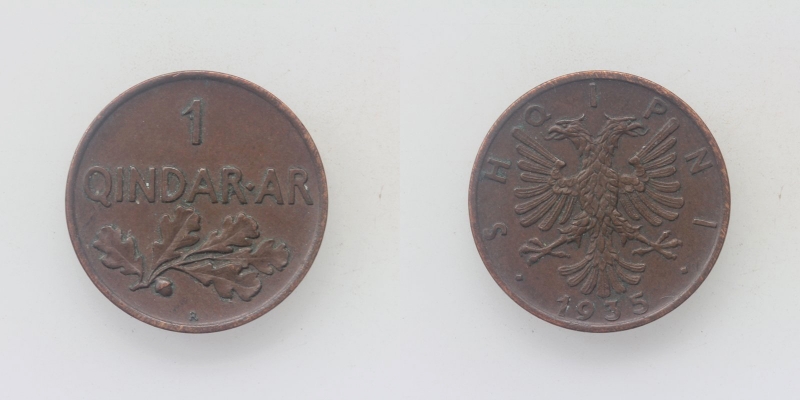 1
QINDAR·AR
R
· SHQIPNI ·
1935